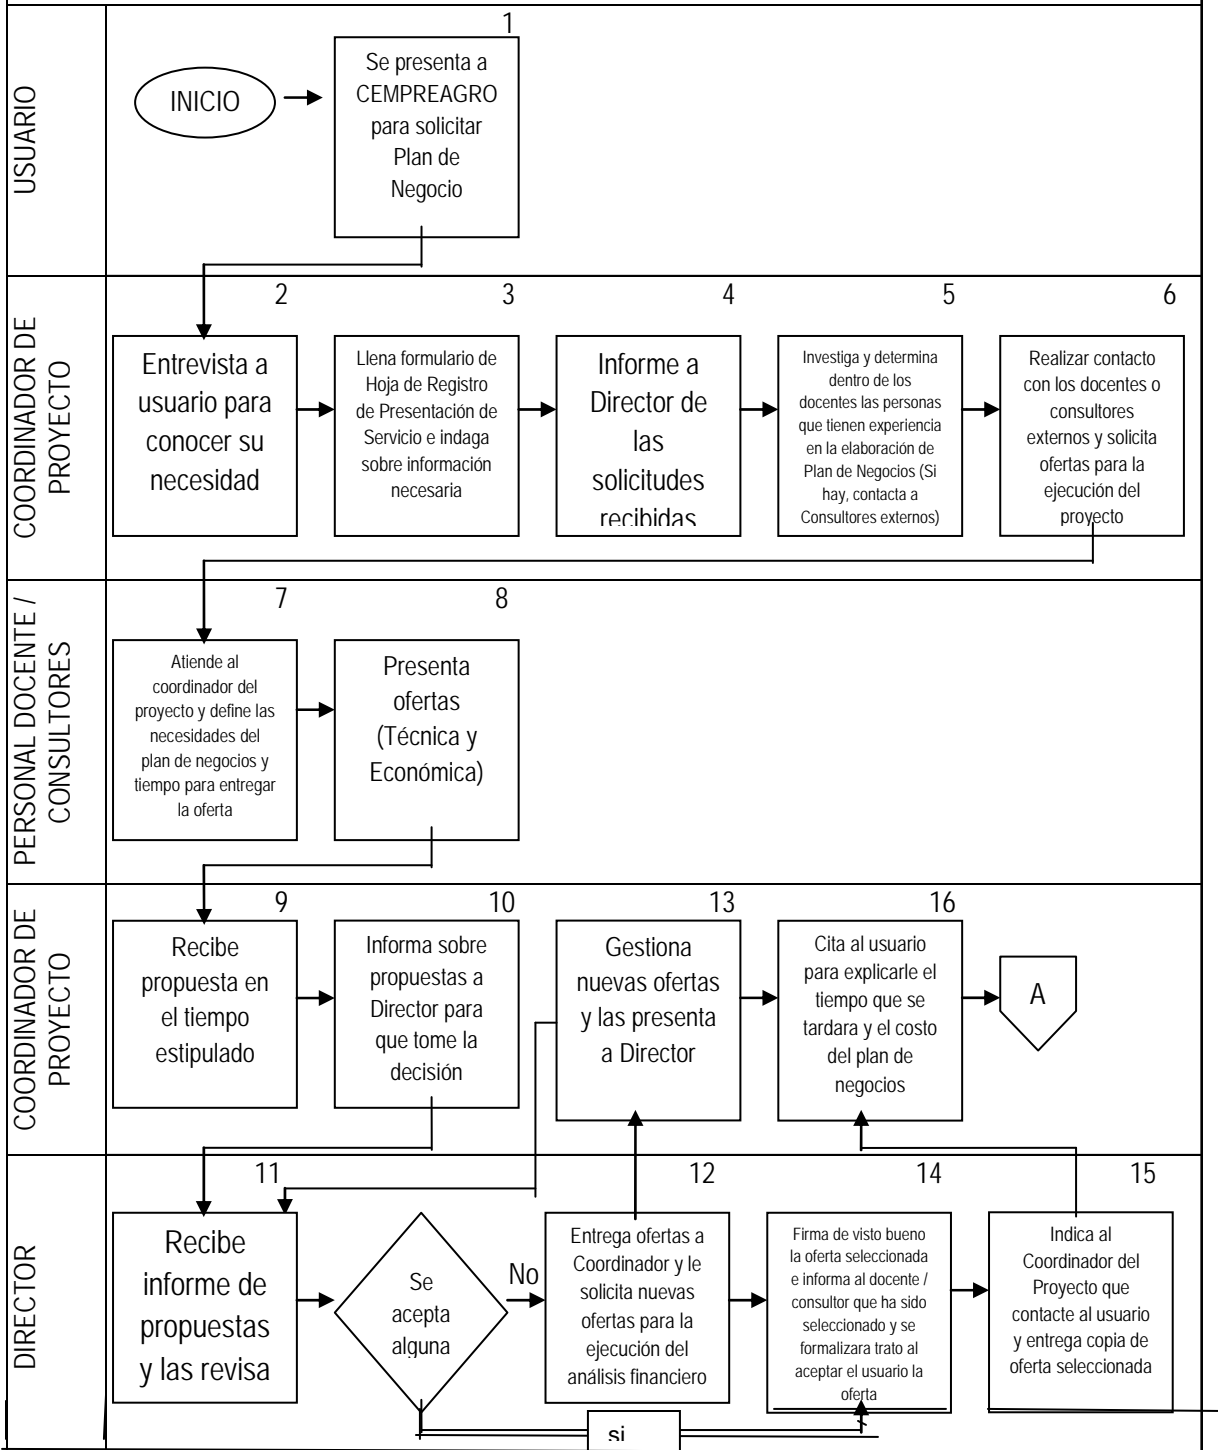 USUARIO
INICIO
1
Se presenta a
CEMPREAGRO
para solicitar
Plan de
Negocio
COORDINADOR DE
PROYECTO
2
Entrevista a
usuario para
conocer su
necesidad
3
Llena formulario de
Hoja de Registro
de Presentación de
Servicio e indaga
sobre información
necesaria
4
Informe a
Director de
las
solicitudes
recibidas
5
Investiga y determina
dentro de los
docentes las personas
que tienen experiencia
en la elaboración de
Plan de Negocios (Si
hay, contacta a
Consultores externos)
6
Realizar contacto
con los docentes o
consultores
externos y solicita
ofertas para la
ejecución del
proyecto
PERSONAL DOCENTE /
CONSULTORES
7
Atiende al
coordinador del
proyecto y define las
necesidades del
plan de negocios y
tiempo para entregar
la oferta
8
Presenta
ofertas
(Técnica y
Económica)
COORDINADOR DE
PROYECTO
9
Recibe
propuesta en
el tiempo
estipulado
10
Informa sobre
propuestas a
Director para
que tome la
decisión
13
Gestiona
nuevas ofertas
y las presenta
a Director
16
Cita al usuario
para explicarle el
tiempo que se
tardara y el costo
del plan de
negocios
A
DIRECTOR
11
Recibe
informe de
propuestas
y las revisa
Se
acepta
alguna
No
12
Entrega ofertas a
Coordinador y le
solicita nuevas
ofertas para la
ejecución del
análisis financiero
14
Firma de visto bueno
la oferta seleccionada
e informa al docente /
consultor que ha sido
seleccionado y se
formalizara trato al
aceptar el usuario la
oferta
15
Indica al
Coordinador del
Proyecto que
contacte al usuario
y entrega copia de
oferta seleccionada
si